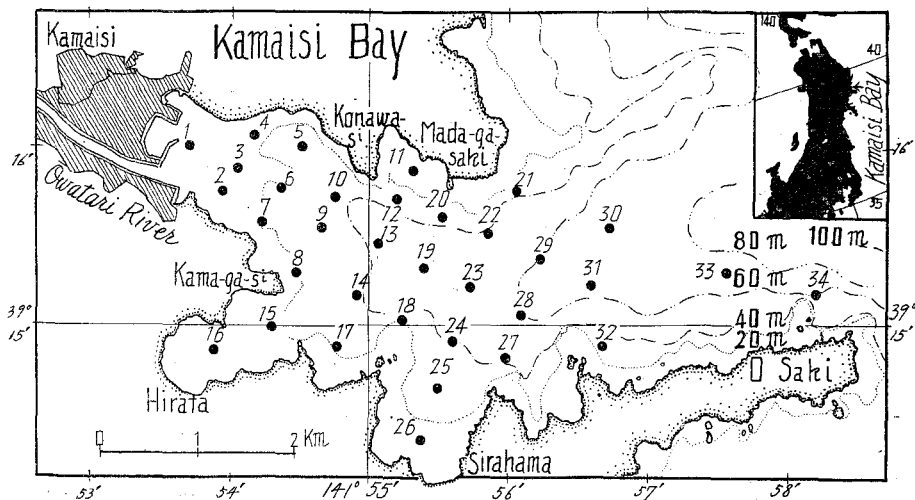 Kamaisi Bay
Kamaisi
Owatari River
Konawa-
si
Mada-ga-
saki
Kama-ga-si
Hirata
Sirahama
O Saki
140
40
Kamaisi Bay
35
80 m
100 m
60 m
40 m
20 m
16'
16'
39°
15'
39°
15'
1
2
3
4
5
6
7
8
9
10
11
12
13
14
15
16
17
18
19
20
21
22
23
24
25
26
27
28
29
30
31
32
33
34
0 1 2 Km
53'
54'
141° 55'
56'
57'
58'